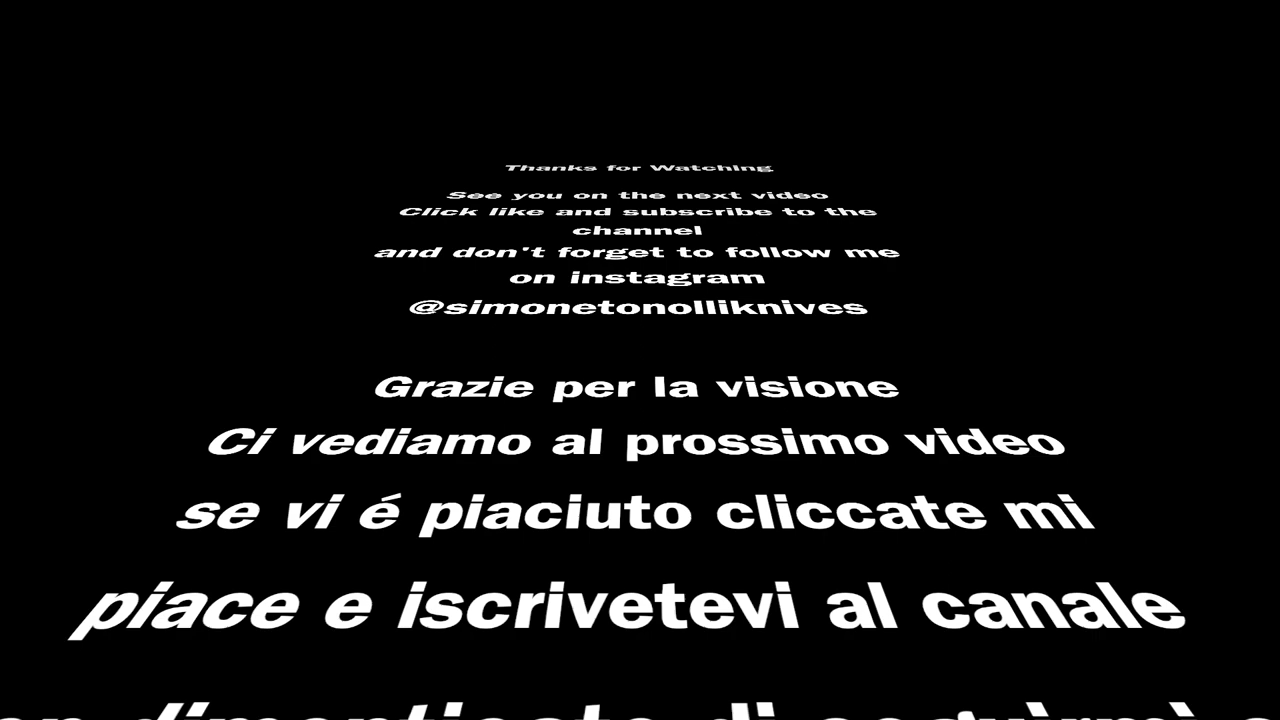 Thanks for Watching
See you on the next video
Click like and subscribe to the
channel
and don't forget to follow me
on instagram
@simonetonolliknives
Grazie per la visione
Ci vediamo al prossimo video
se vi é piaciuto cliccate mi
piace e iscrivetevi al canale